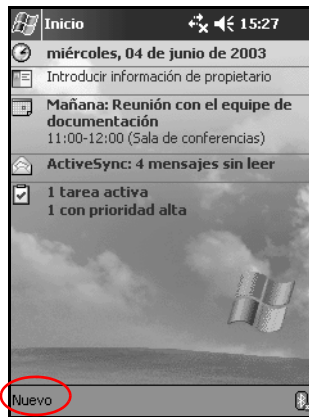 Inicio 15:27
miércoles, 04 de junio de 2003
Introducir información de propietario
Mañana: Reunión con el equipo de
documentación
11:00-12:00 (Sala de conferencias)
ActiveSync: 4 mensajes sin leer
1 tarea activa
1 con prioridad alta
Nuevo